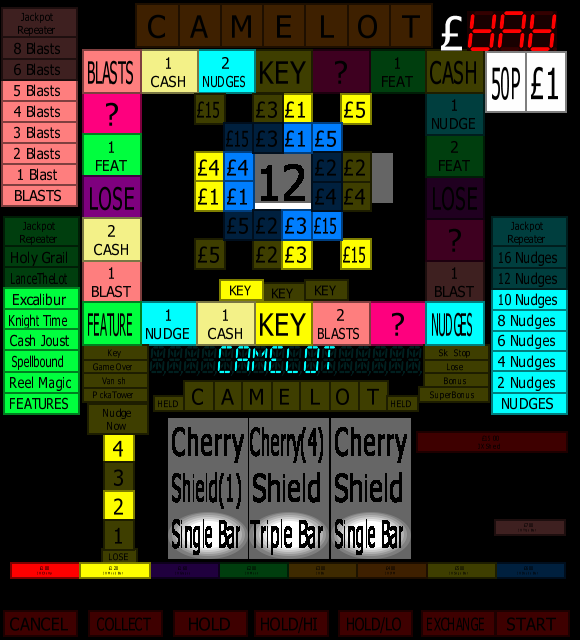 Jackpot
Repeater
8 Blasts
6 Blasts
5 Blasts
4 Blasts
3 Blasts
2 Blasts
1 Blast
BLASTS
CAMELOT
£
50P £1
BLASTS
1
CASH
2
NUDGES
KEY
?
1
FEAT
CASH
?
1
FEAT
LOSE
2
CASH
1
BLAST
£15 £3 £1 £5
£15 £3 £1 £5
£4 £4 £2 £2
12
£1 £1 £4 £4
£5 £2 £3 £15
£5 £2 £3 £15
1
NUDGE
2
FEAT
LOSE
?
1
BLAST
KEY KEY KEY
FEATURE
1
NUDGE
1
CASH
KEY
2
BLASTS
?
NUDGES
Jackpot
Repeater
Holy Grail
LanceTheLot
Excalibur
Knight Time
Cash Joust
Spellbound
Reel Magic
FEATURES
Jackpot
Repeater
16 Nudges
12 Nudges
10 Nudges
8 Nudges
6 Nudges
4 Nudges
2 Nudges
NUDGES
Key
GameOver
Vanish
PickaTower
CAMELOT
Sk Stop
Lose
Bonus
SuperBonus
HELD CAMELOT HELD
Nudge
Now
4
3
2
1
LOSE
Cherry Cherry(4) Cherry
Shield(1) Shield Shield
Single Bar Triple Bar Single Bar
CANCEL COLLECT HOLD HOLD/HI HOLD/LO EXCHANGE START